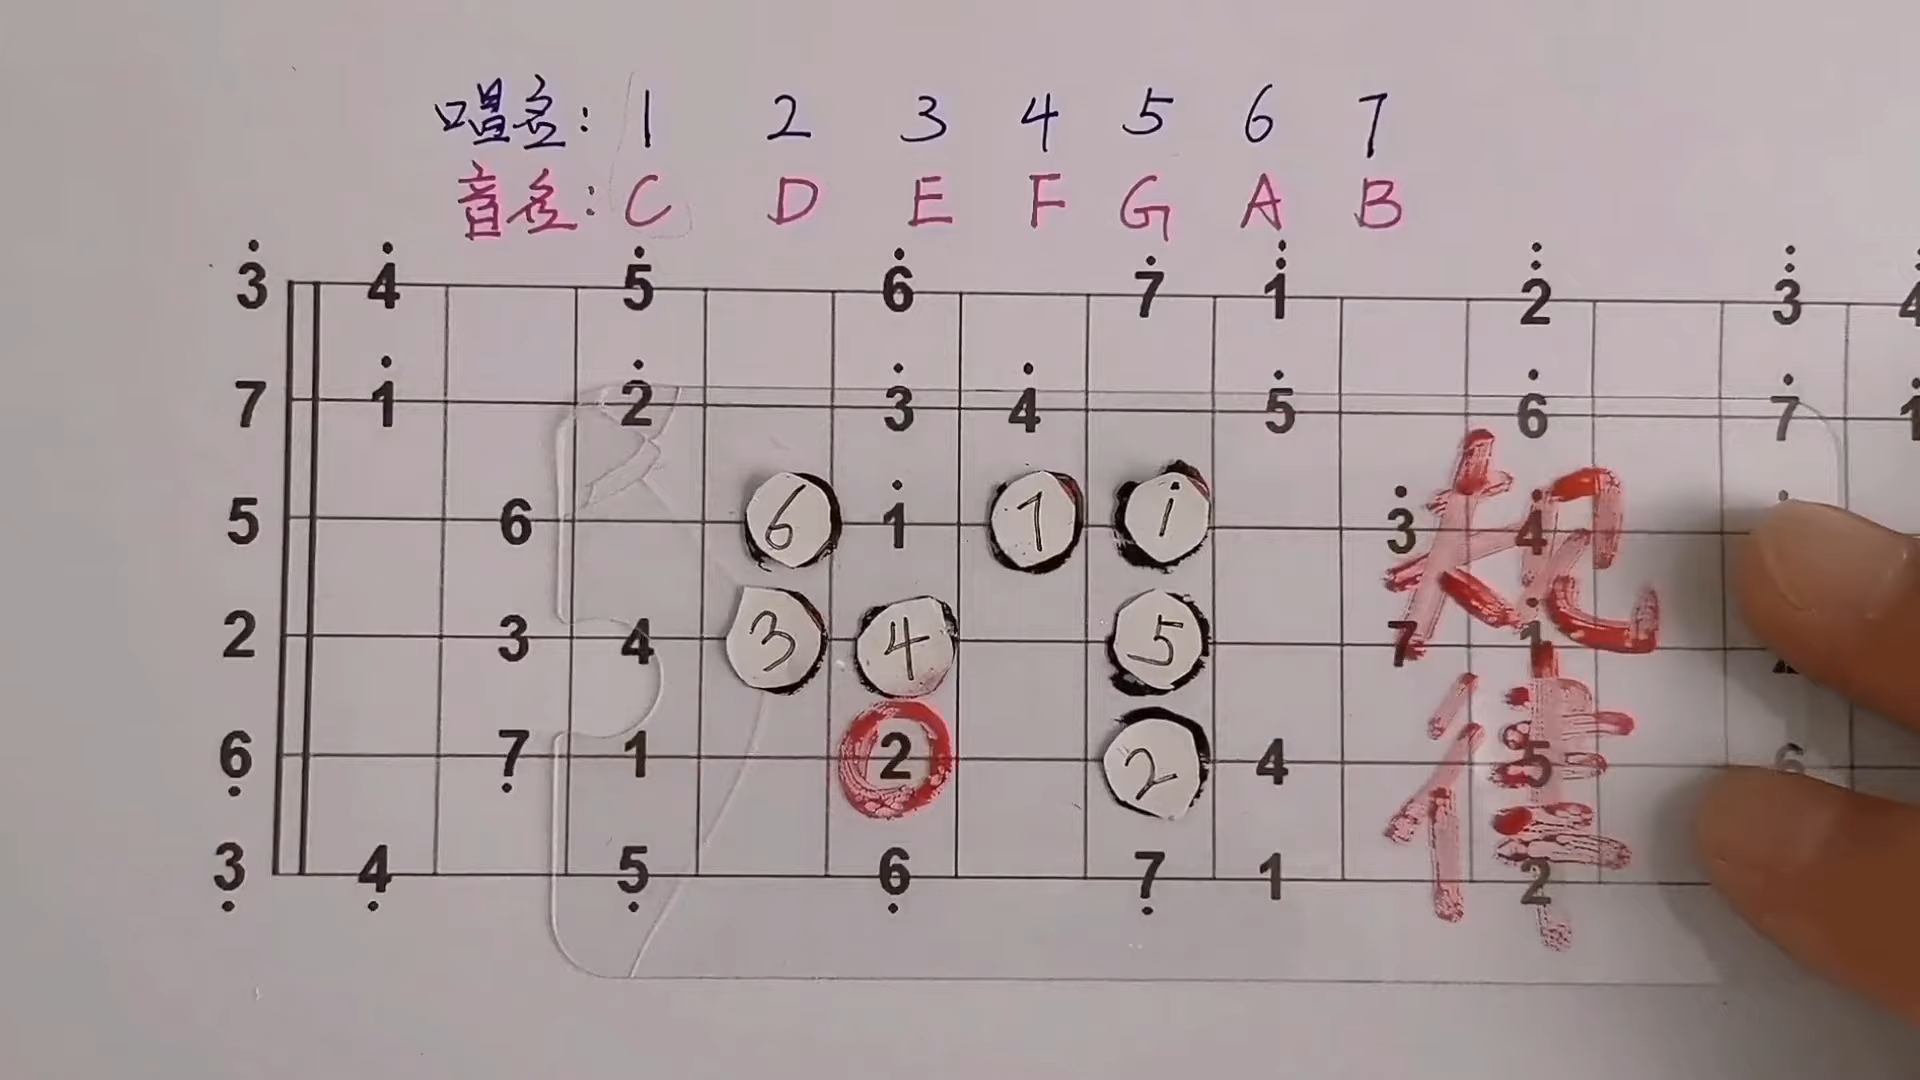 唱名: 1 2 3 4 5 6 7
音名: C D E F G A B
3̇ 4̇ 5̇ 6̇ 7̇ 1̈ 2̈ 3̈ 4
7 1̇ 2̇ 3̇ 4̇ 5̇ 6̇ 7̇ 1
5 6 6 1̇ 7 i 3̇ 4̇
2 3 4 3 4 5 7 1̇
6̣ 7̣ 1 2 2 4 5 6
3̣ 4̣ 5̣ 6̣ 7̣ 1 2
规律